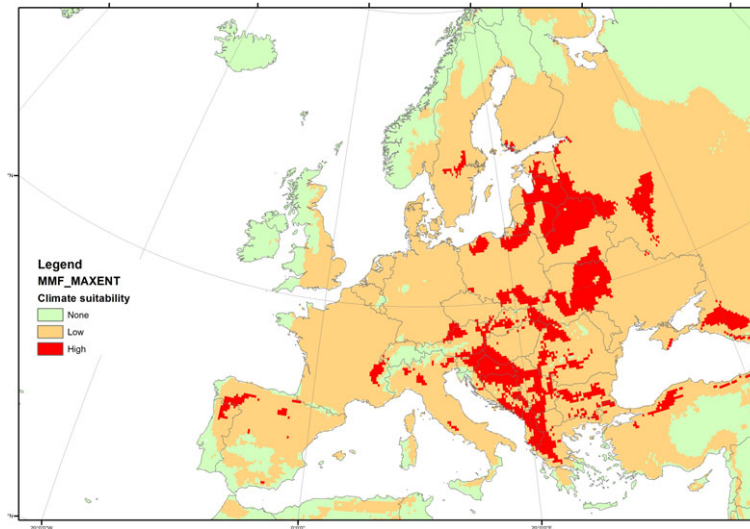 Legend
MMF_MAXENT
Climate suitability
None
Low
High